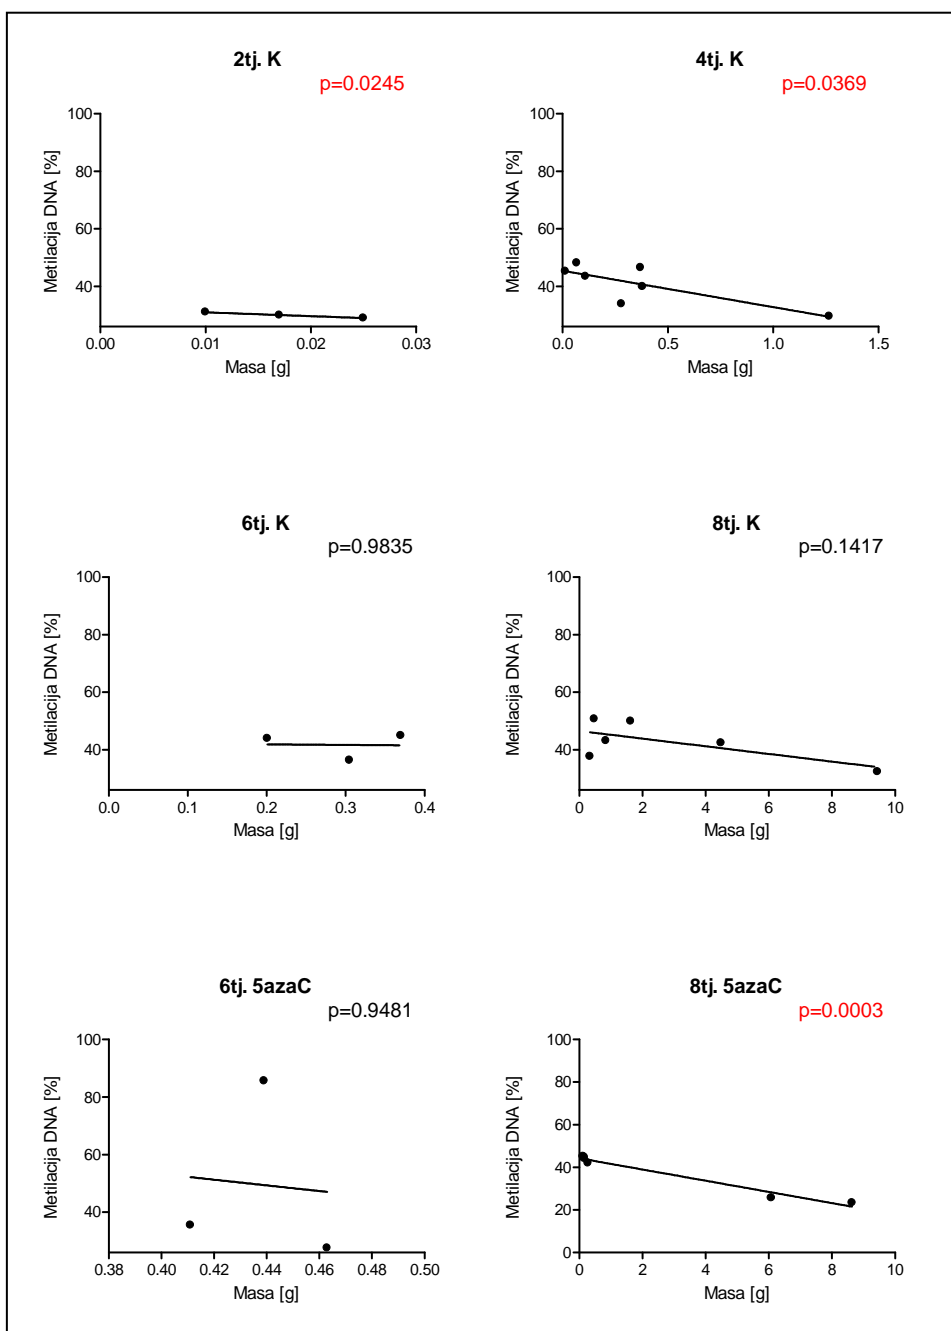 2tj. K
p=0.0245
Metilacija DNA [%]
100
80
60
40
0.00 0.01 0.02 0.03
Masa [g]
4tj. K
p=0.0369
Metilacija DNA [%]
100
80
60
40
0.0 0.5 1.0 1.5
Masa [g]
6tj. K
p=0.9835
Metilacija DNA [%]
100
80
60
40
0.0 0.1 0.2 0.3 0.4
Masa [g]
8tj. K
p=0.1417
Metilacija DNA [%]
100
80
60
40
0 2 4 6 8 10
Masa [g]
6tj. 5azaC
p=0.9481
Metilacija DNA [%]
100
80
60
40
0.38 0.40 0.42 0.44 0.46 0.48 0.50
Masa [g]
8tj. 5azaC
p=0.0003
Metilacija DNA [%]
100
80
60
40
20
0
0 2 4 6 8 10
Masa [g]